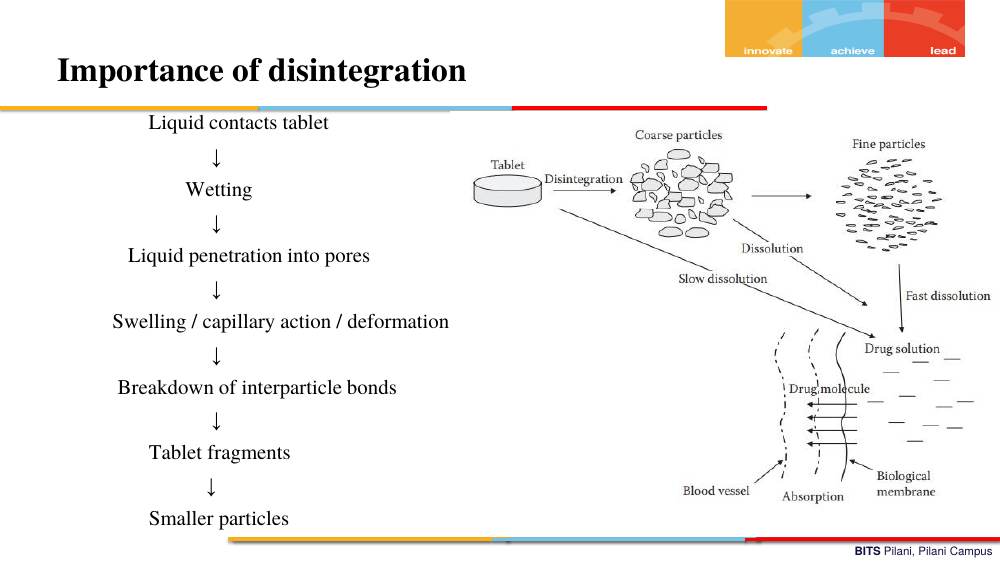 innovate achieve lead
Importance of disintegration
Liquid contacts tablet
↓
Wetting
↓
Liquid penetration into pores
↓
Swelling / capillary action / deformation
↓
Breakdown of interparticle bonds
↓
Tablet fragments
↓
Smaller particles
Coarse particles
Fine particles
Tablet
Disintegration
Dissolution
Slow dissolution
Fast dissolution
Drug solution
Drug molecule
Blood vessel
Absorption
Biological
membrane
BITS Pilani, Pilani Campus